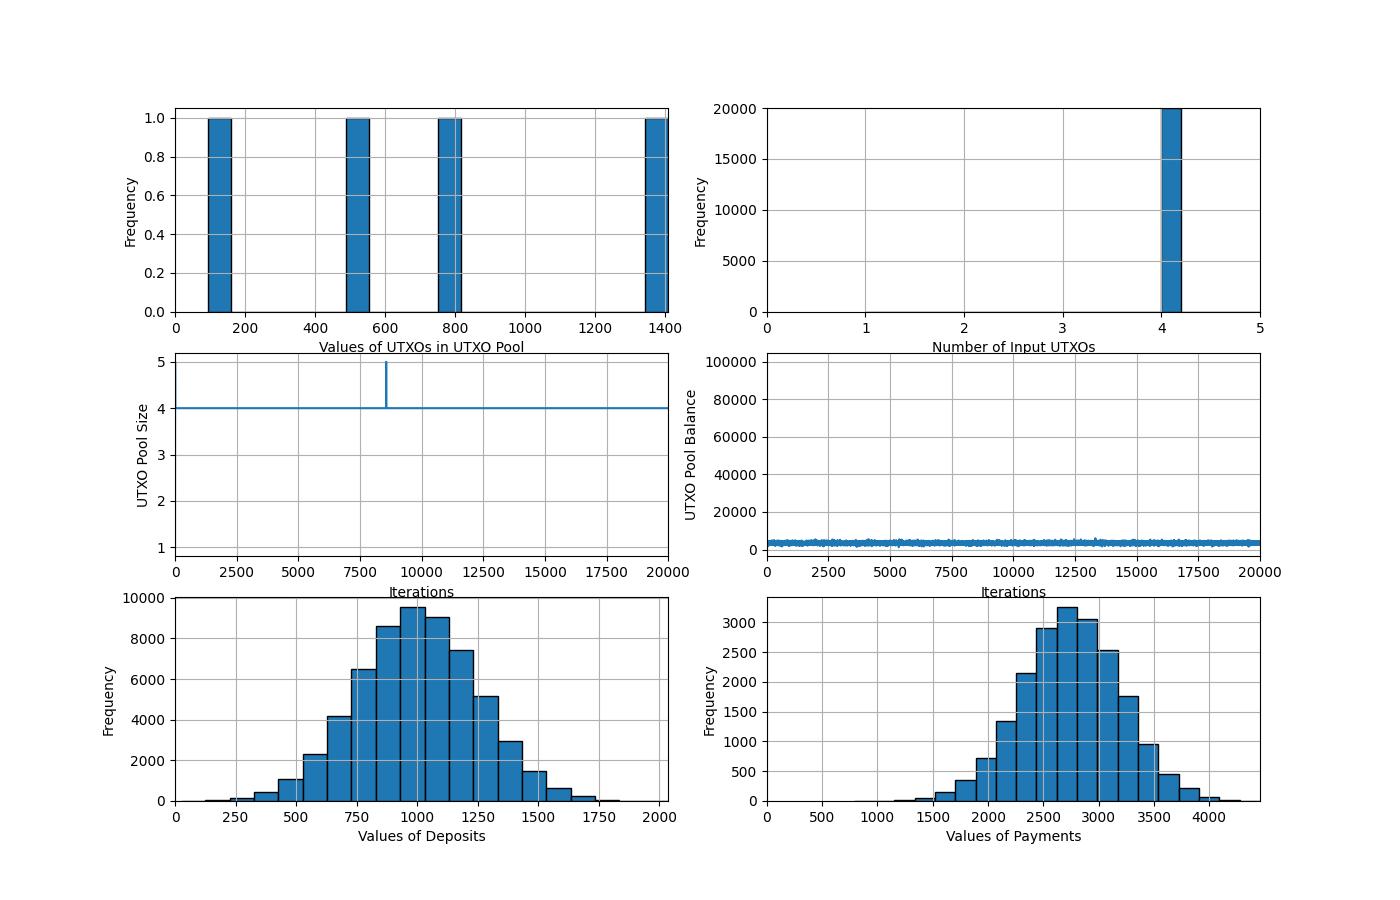 1.0
0.8
0.6
0.4
0.2
0.0
Frequency
0 200 400 600 800 1000 1200 1400
Values of UTXOs in UTXO Pool
20000
15000
10000
5000
0
Frequency
0 1 2 3 4 5
Number of Input UTXOs
5
4
3
2
1
UTXO Pool Size
0 2500 5000 7500 10000 12500 15000 17500 20000
Iterations
100000
80000
60000
40000
20000
0
UTXO Pool Balance
0 2500 5000 7500 10000 12500 15000 17500 20000
Iterations
10000
8000
6000
4000
2000
0
Frequency
0 250 500 750 1000 1250 1500 1750 2000
Values of Deposits
3000
2500
2000
1500
1000
500
0
Frequency
0 500 1000 1500 2000 2500 3000 3500 4000
Values of Payments